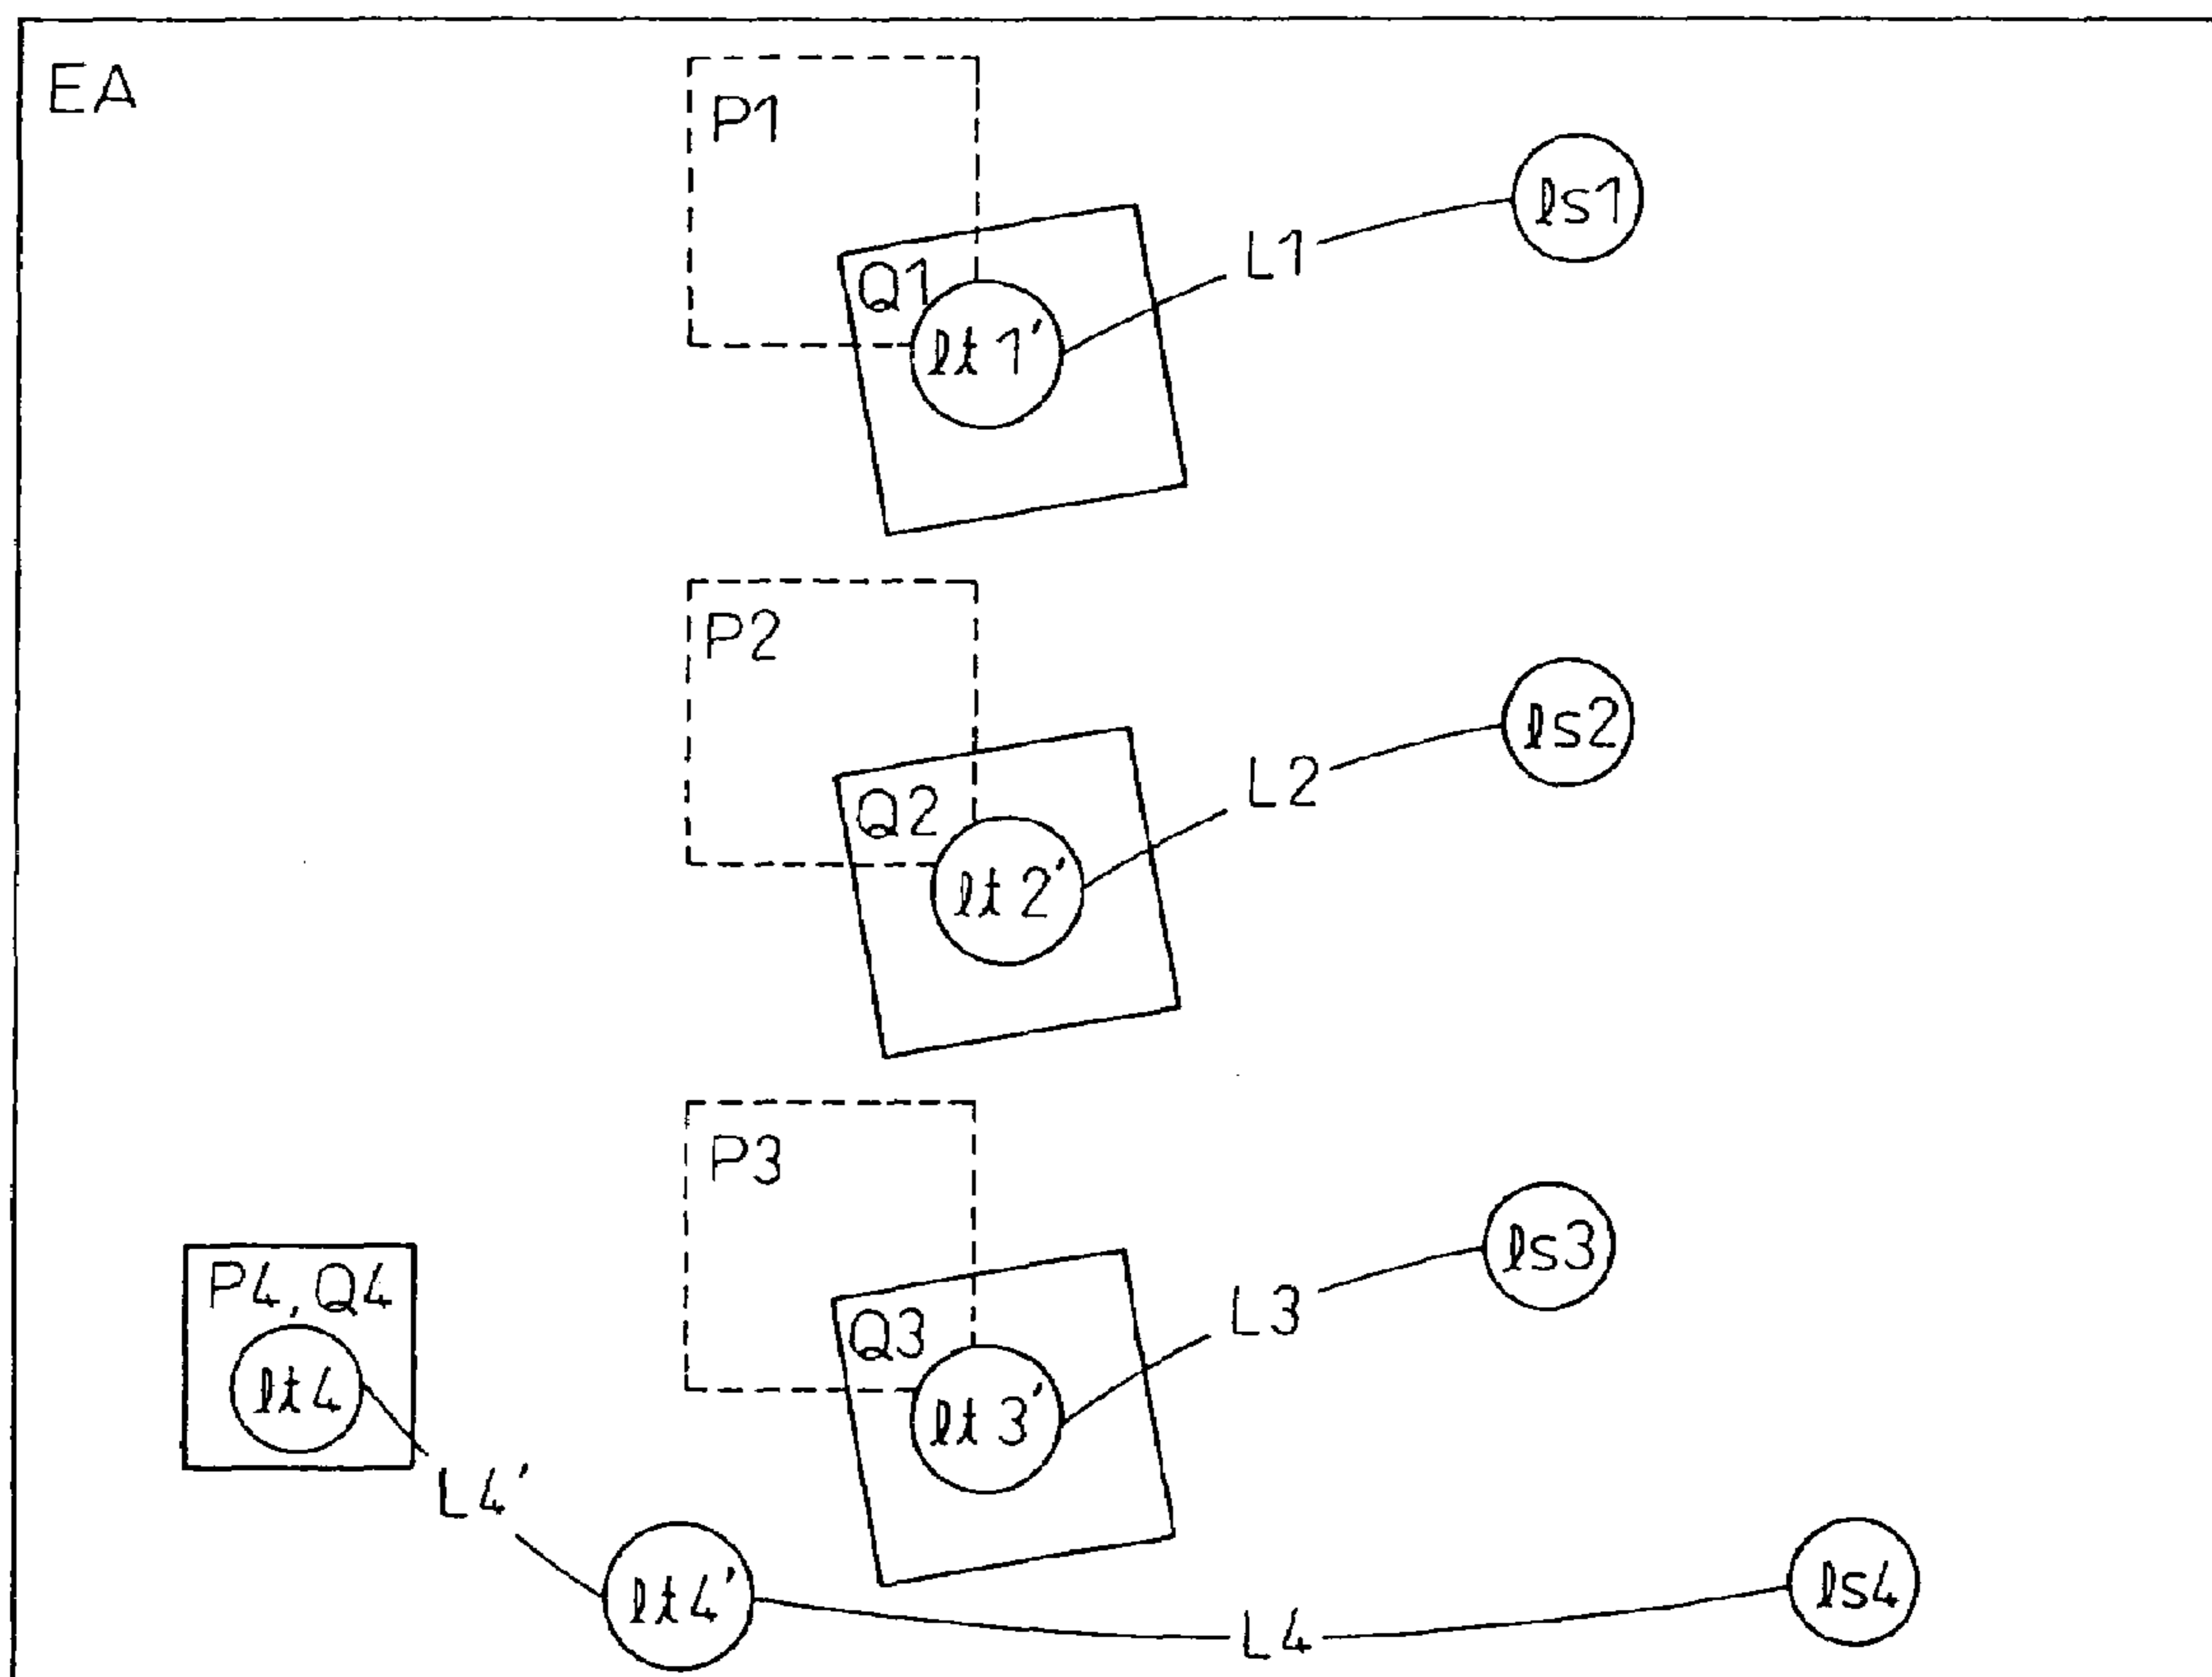 EA
P1
ls1
L1
Q1
lt1'
P2
ls2
L2
Q2
lt2'
P3
ls3
P4, Q4
L3
Q3
lt4
lt3'
L4'
lt4'
ls4
L4